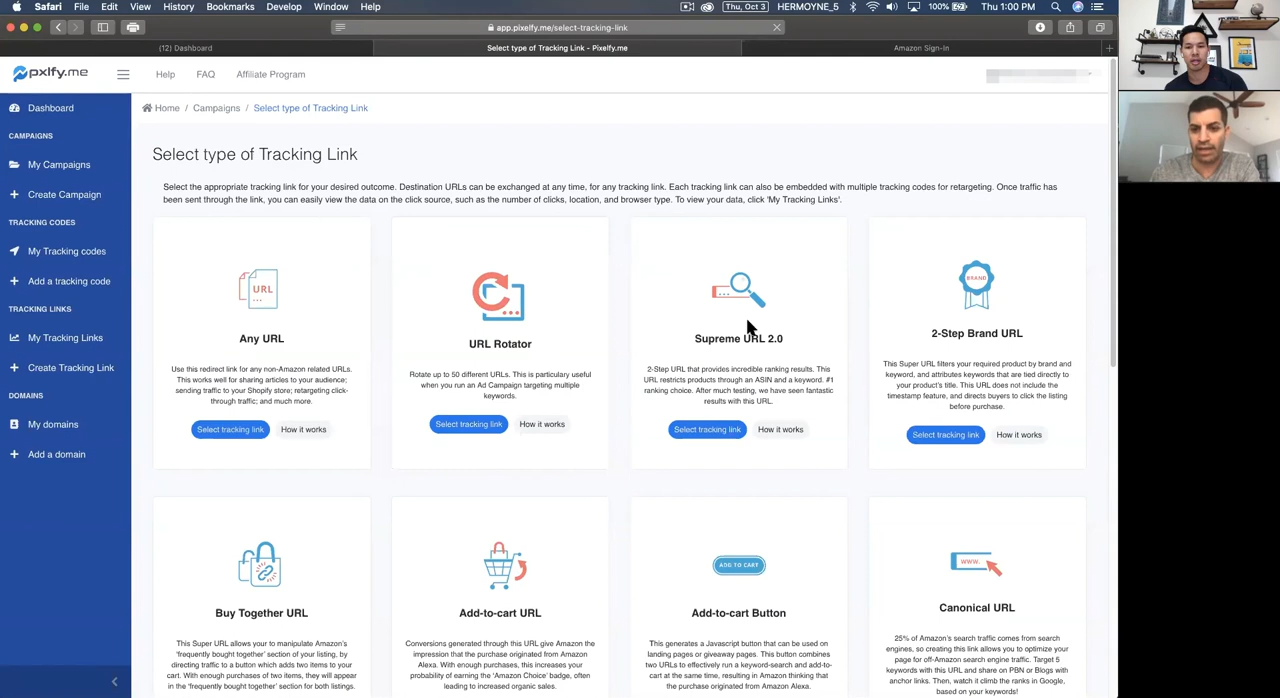 Safari File Edit View History Bookmarks Develop Window Help Thu, Oct 3 HERMOYNE_5 100% Thu 1:00 PM
app.pixelfy.me/select-tracking-link
(12) Dashboard Select type of Tracking Link - Pixelfy.me Amazon Sign-In
pxlfy.me Help FAQ Affiliate Program
Dashboard
CAMPAIGNS
My Campaigns
Create Campaign
TRACKING CODES
My Tracking codes
Add a tracking code
TRACKING LINKS
My Tracking Links
Create Tracking Link
DOMAINS
My domains
Add a domain
Home / Campaigns / Select type of Tracking Link
Select type of Tracking Link
Select the appropriate tracking link for your desired outcome. Destination URLs can be exchanged at any time, for any tracking link. Each tracking link can also be embedded with multiple tracking codes for retargeting. Once traffic has
been sent through the link, you can easily view the data on the click source, such as the number of clicks, location, and browser type. To view your data, click 'My Tracking Links'.
URL
Any URL
Use this redirect link for any non-Amazon related URLs.
This works well for sharing articles to your audience;
sending traffic to your Shopify store; retargeting click-
through traffic; and much more.
Select tracking link How it works
URL Rotator
Rotate up to 50 different URLs. This is particulary useful
when you run an Ad Campaign targeting multiple
keywords.
Select tracking link How it works
Supreme URL 2.0
2-Step URL that provides incredible ranking results. This
URL restricts products through an ASIN and a keyword. #1
ranking choice. After much testing, we have seen fantastic
results with this URL.
Select tracking link How it works
BRAND
2-Step Brand URL
This Super URL filters your required product by brand and
keyword, and attributes keywords that are tied directly to
your product's title. This URL does not include the
timestamp feature, and directs buyers to click the listing
before purchase.
Select tracking link How it works
Buy Together URL
This Super URL allows your to manipulate Amazon's
'frequently bought together' section of your listing, by
directing traffic to a button which adds two items to your
cart. With enough purchases of two items, they will appear
in the 'frequently bought together' section for both listings.
Add-to-cart URL
Conversions generated through this URL give Amazon the
impression that the purchase originated from Amazon
Alexa. With enough purchases, this increases your
probability of earning the 'Amazon Choice' badge, often
leading to increased organic sales.
ADD TO CART
Add-to-cart Button
This generates a Javascript button that can be used on
landing pages or giveaway pages. This button combines
two URLs to effectively run a keyword-search and add-to-
cart at the same time, resulting in Amazon thinking that
the purchase originated from Amazon Alexa.
WWW.
Canonical URL
25% of Amazon's search traffic comes from search
engines, so creating this link allows you to optimize your
page for off-Amazon search engine traffic. Target 5
keywords with this URL and share on PBN or Blogs with
anchor links. Then, watch it climb the ranks in Google,
based on your keywords!